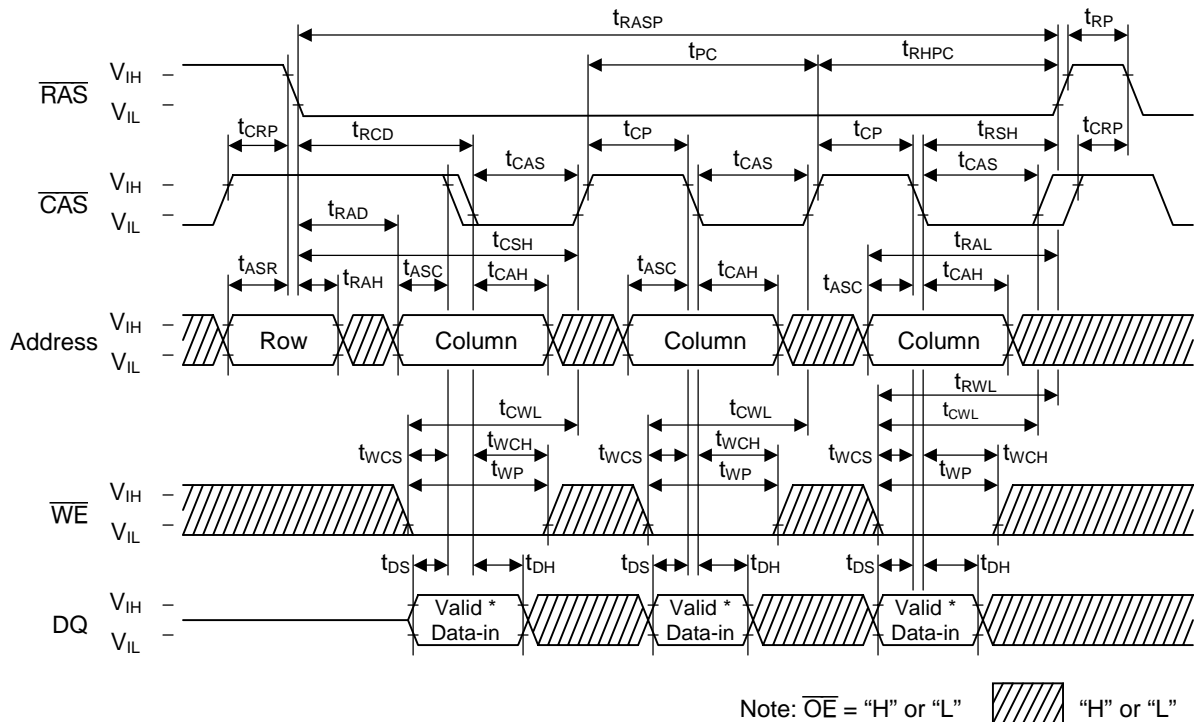 tRASP tRP
tPC tRHPC
RAS VIH
VIL
tCRP tRCD tCP tCP tRSH tCRP
tCAS tCAS tCAS
CAS VIH
VIL
tRAD tCSH tRAL
tASR tRAH tASC tCAH tASC tCAH tASC tCAH
Address VIH Row Column Column Column
VIL
tRWL
tCWL tCWL tCWL
tWCS tWCH tWCS tWCH tWCS tWCH
tWP tWP tWP
WE VIH
VIL
tDS tDH tDS tDH tDS tDH
DQ VIH Valid * Valid * Valid *
VIL Data-in Data-in Data-in
Note: OE = “H” or “L” “H” or “L”